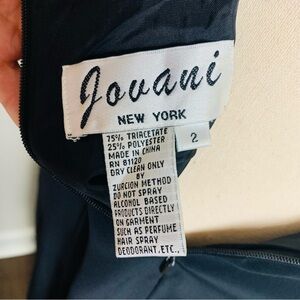 Jovani
NEW YORK
75% TRIACETATE
25% POLYESTER
MADE IN CHINA
RN 81120
DRY CLEAN ONLY
BY
ZURCION METHOD
DO NOT SPRAY
ALCOHOL BASED
PRODUCTS DIRECTLY
ON GARMENT
SUCH AS PERFUME
HAIR SPRAY
DEODORANT.ETC.,
2